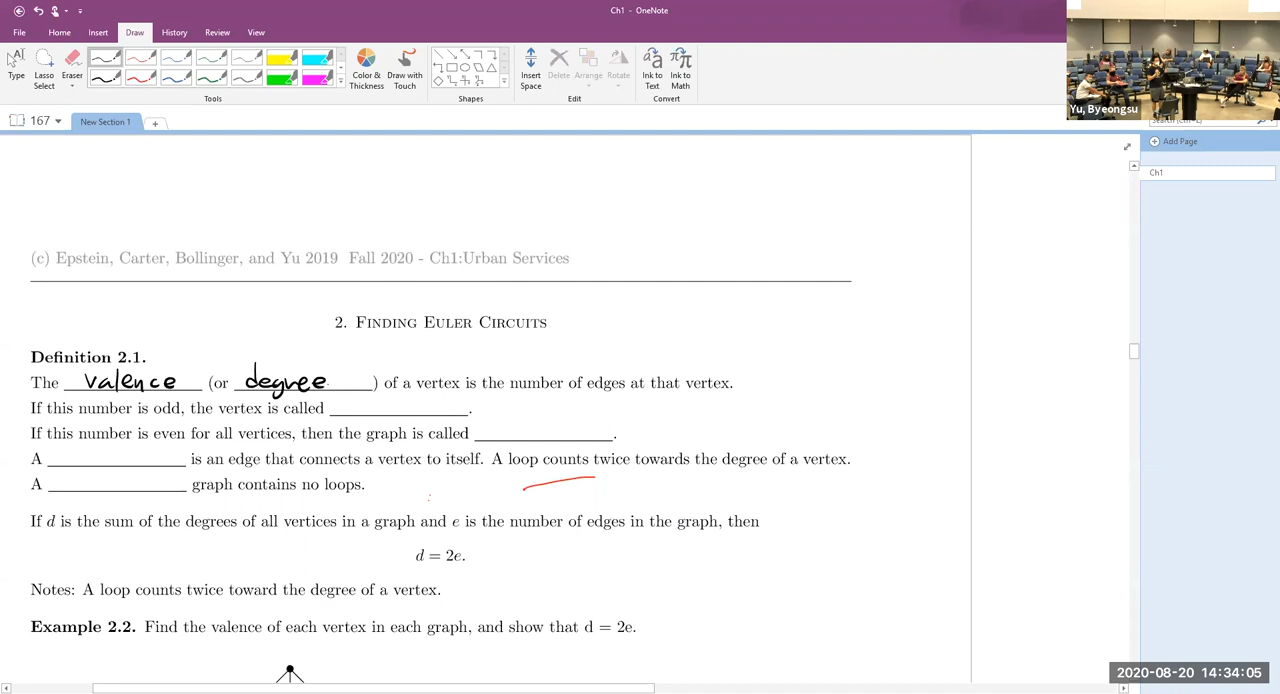 Ch1 - OneNote
File Home Insert Draw History Review View
Type Lasso Select Eraser Color & Thickness Draw with Touch Insert Space Delete Arrange Rotate Ink to Text Ink to Math
Tools Shapes Edit Convert
Yu, Byeongsu
167 New Section 1
Search (Ctrl+E)
Add Page
Ch1
(c) Epstein, Carter, Bollinger, and Yu 2019 Fall 2020 - Ch1:Urban Services
2. Finding Euler Circuits
Definition 2.1.
The valence (or degree) of a vertex is the number of edges at that vertex.
If this number is odd, the vertex is called ____________.
If this number is even for all vertices, then the graph is called ____________.
A ____________ is an edge that connects a vertex to itself. A loop counts twice towards the degree of a vertex.
A ____________ graph contains no loops.
If d is the sum of the degrees of all vertices in a graph and e is the number of edges in the graph, then
d = 2e.
Notes: A loop counts twice toward the degree of a vertex.
Example 2.2. Find the valence of each vertex in each graph, and show that d = 2e.
2020-08-20 14:34:05